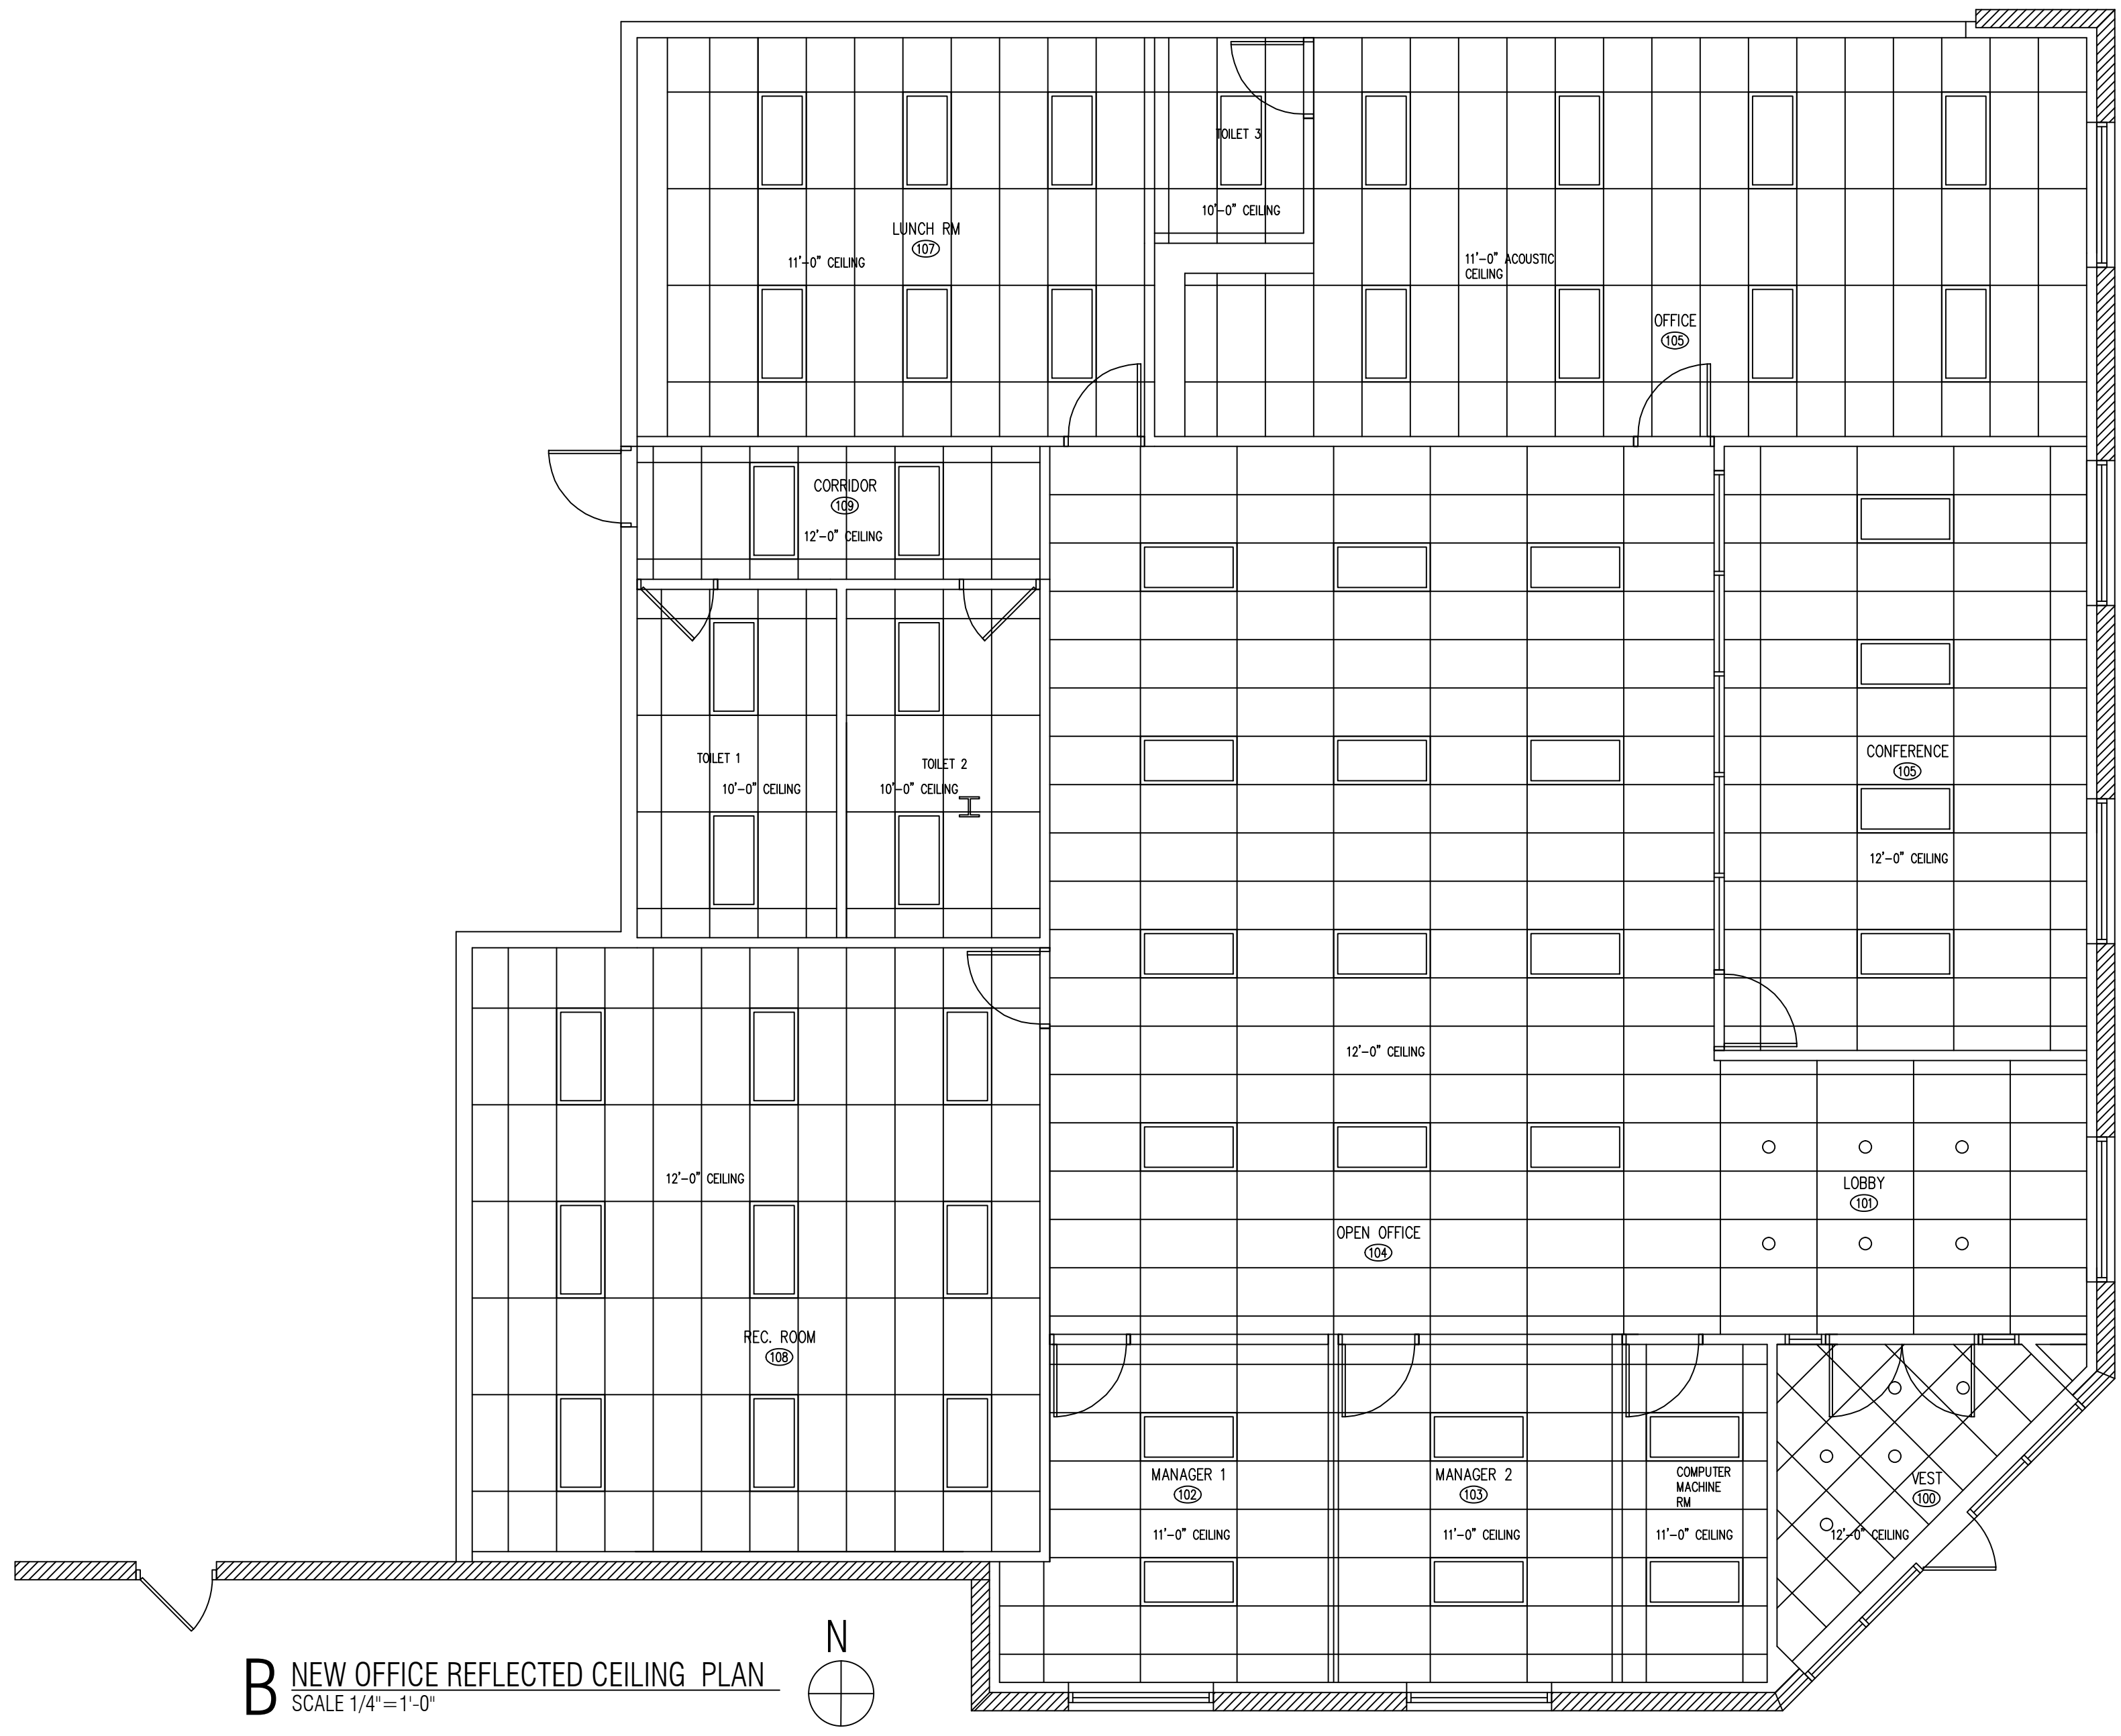 TOILET 3
10'-0" CEILING
LUNCH RM
107
11'-0" CEILING
11'-0" ACOUSTIC
CEILING
OFFICE
105
CORRIDOR
109
12'-0" CEILING
TOILET 1
10'-0" CEILING
TOILET 2
10'-0" CEILING
CONFERENCE
105
12'-0" CEILING
12'-0" CEILING
OPEN OFFICE
104
LOBBY
101
12'-0" CEILING
REC. ROOM
108
MANAGER 1
102
11'-0" CEILING
MANAGER 2
103
11'-0" CEILING
COMPUTER
MACHINE
RM
11'-0" CEILING
VEST
100
12'-0" CEILING
N
B NEW OFFICE REFLECTED CEILING PLAN
SCALE 1/4"=1'-0"